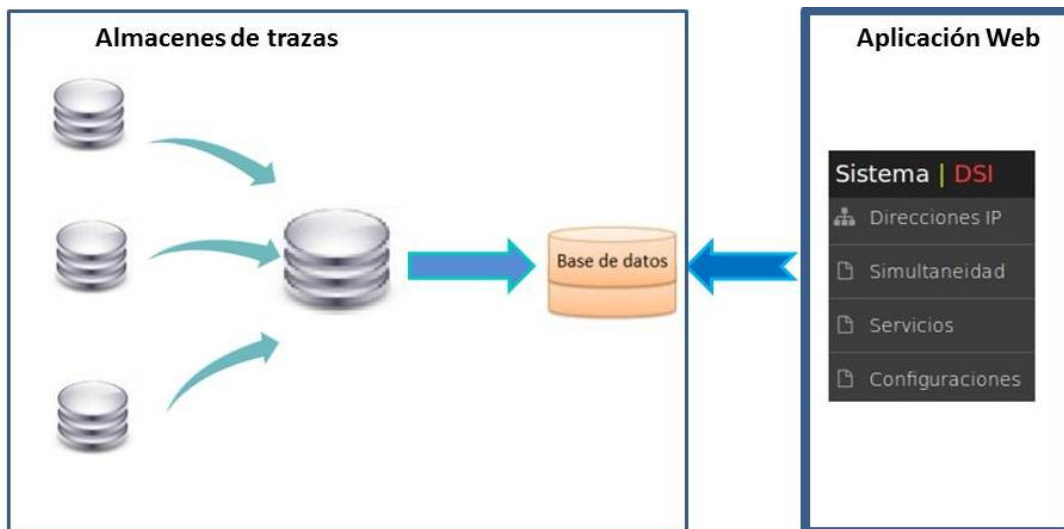 Almacenes de trazas
Base de datos
Aplicación Web
Sistema | DSI
Direcciones IP
Simultaneidad
Servicios
Configuraciones